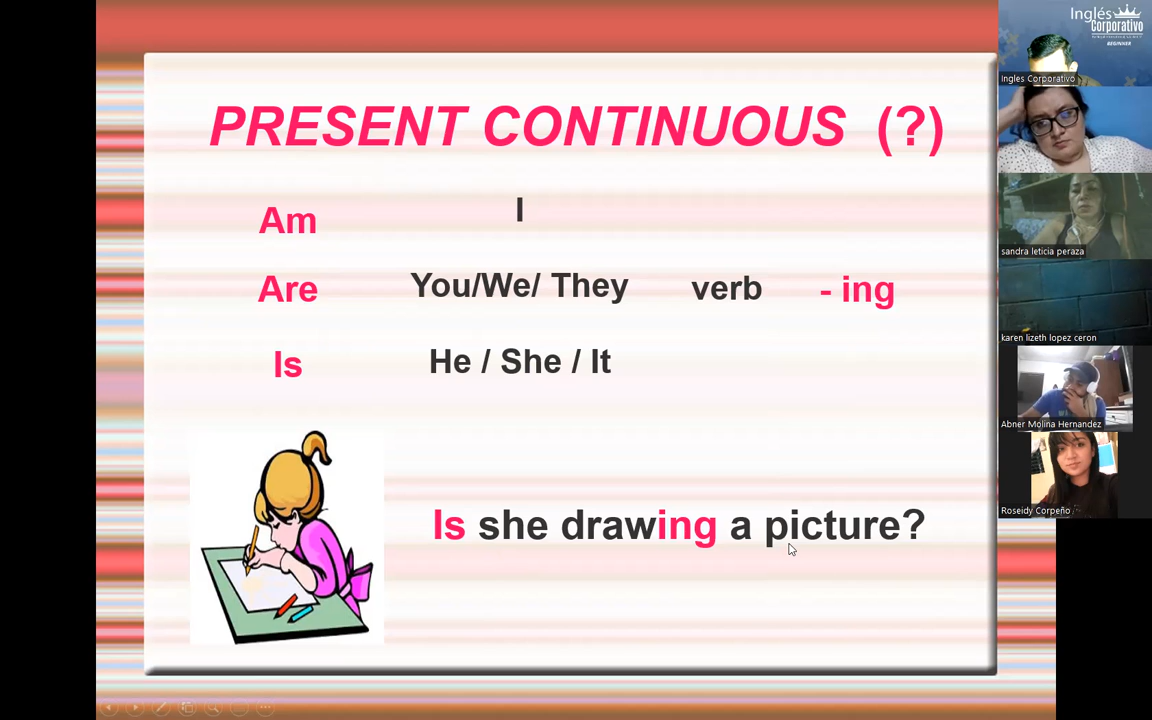 PRESENT CONTINUOUS (?)
Am I
Are You/We/ They verb - ing
Is He / She / It
Is she drawing a picture?
Inglés
Corporativo
BEGINNER
Ingles Corporativo
sandra leticia peraza
karen lizeth lopez ceron
Abner Molina Hernandez
Roseidy Corpeño